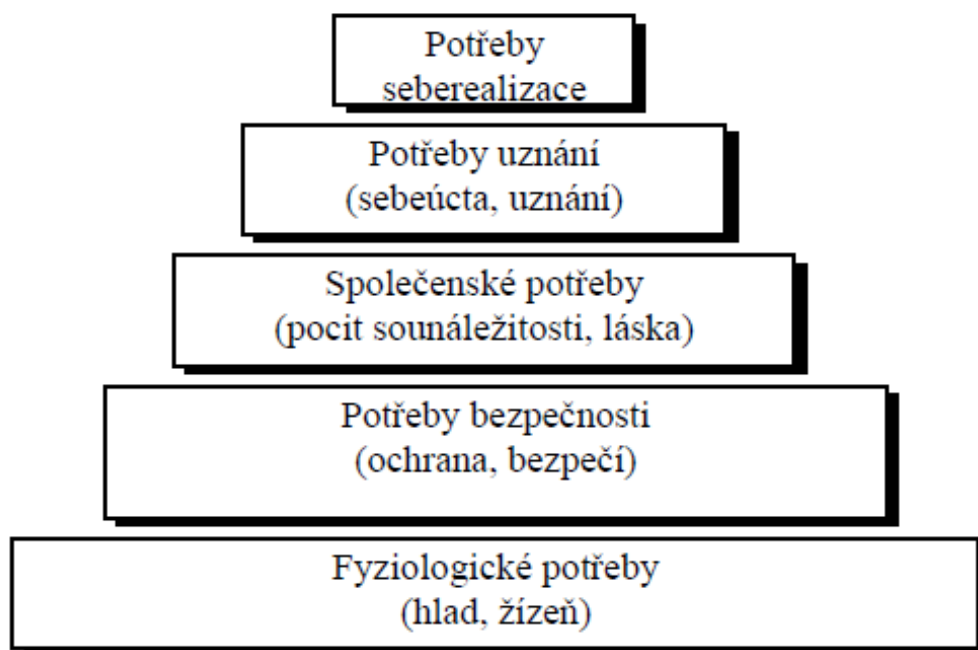 Potřeby
seberealizace
Potřeby uznání
(sebeúcta, uznání)
Společenské potřeby
(pocit sounáležitosti, láska)
Potřeby bezpečnosti
(ochrana, bezpečí)
Fyziologické potřeby
(hlad, žízeň)